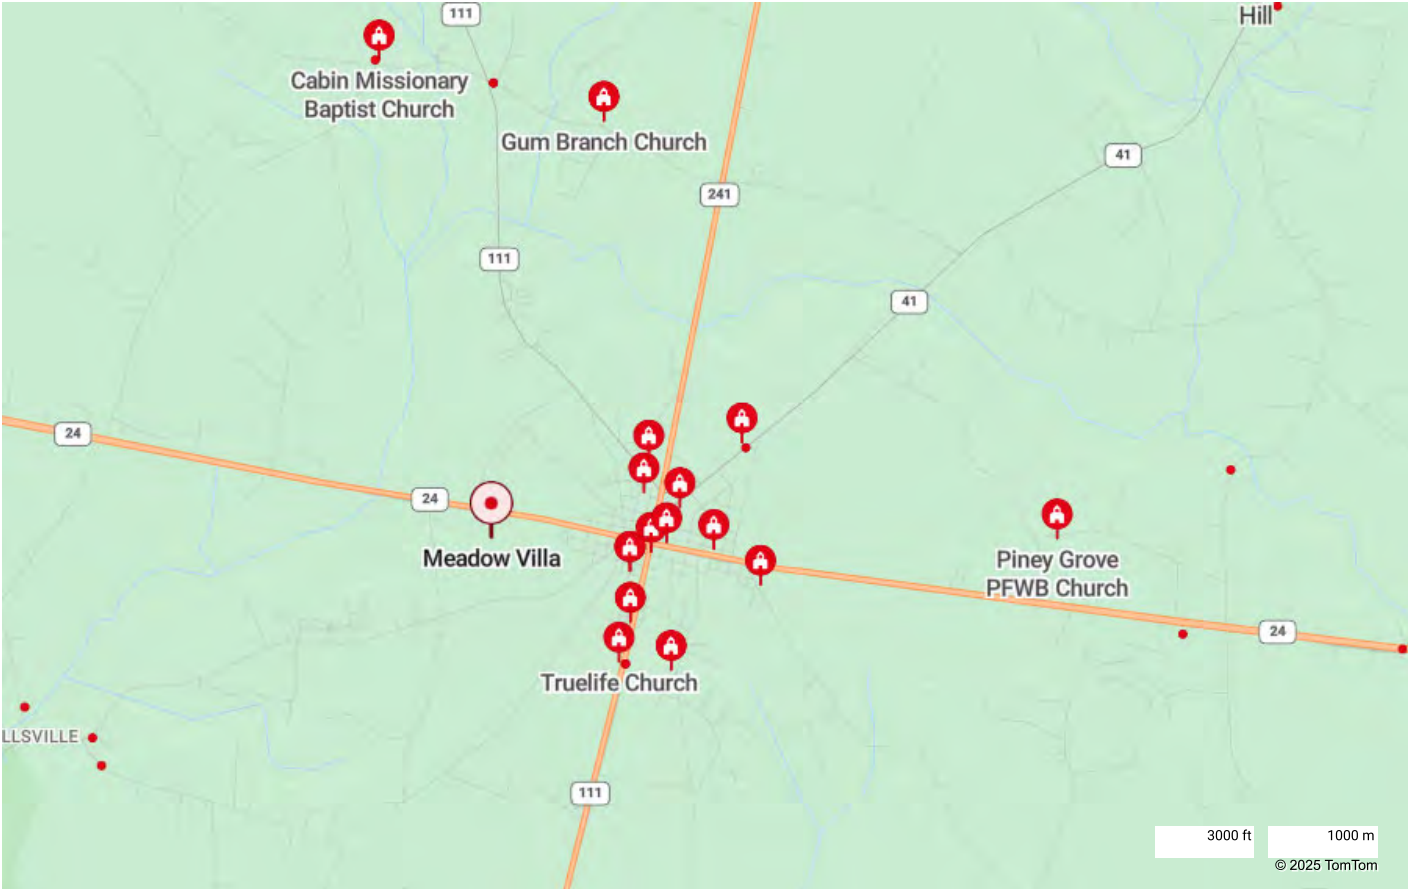 111
Hill
Cabin Missionary
Baptist Church
Gum Branch Church
41
241
111
41
24
24
Meadow Villa
Piney Grove
PFWB Church
24
Truelife Church
LLSVILLE
111
3000 ft
1000 m
© 2025 TomTom